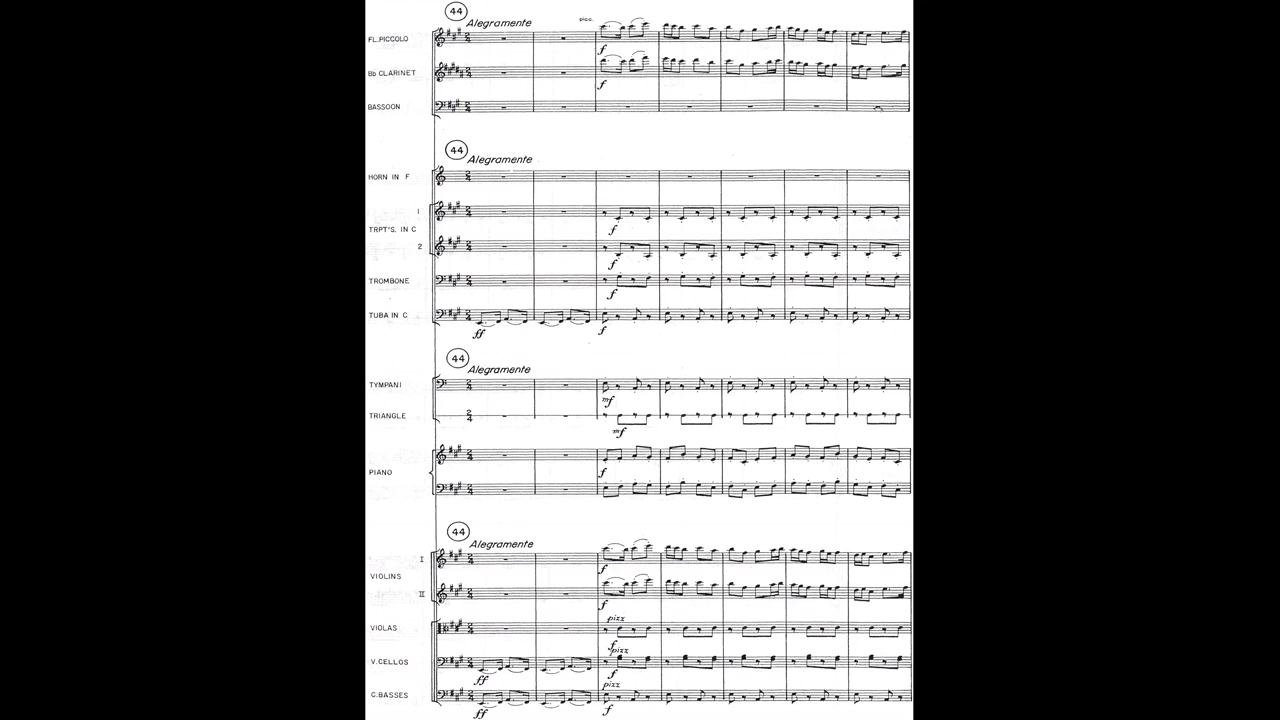 44
Alegramente
picc.
FL. PICCOLO
f
Bb CLARINET
f
BASSOON
44
Alegramente
HORN IN F
1
f
TRPT'S. IN C
2
f
TROMBONE
f
TUBA IN C
ff f
44
Alegramente
TYMPANI
mf
TRIANGLE
mf
PIANO
f
44
Alegramente
I
f
VIOLINS
II
f
pizz
VIOLAS
f
pizz
V. CELLOS
ff f
pizz
C. BASSES
ff f